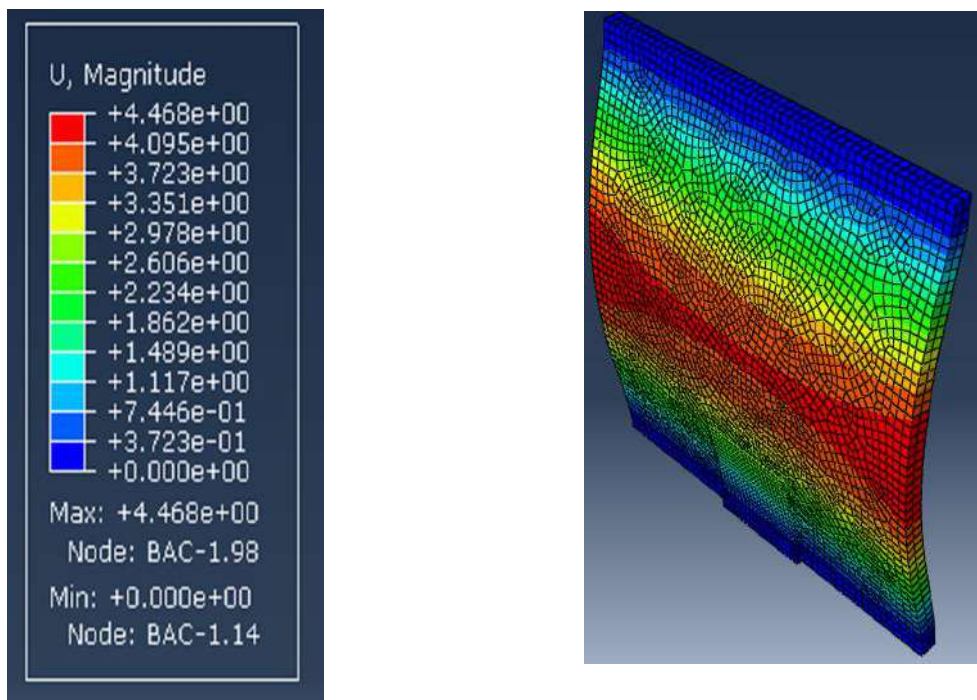 U, Magnitude
+4.468e+00
+4.095e+00
+3.723e+00
+3.351e+00
+2.978e+00
+2.606e+00
+2.234e+00
+1.862e+00
+1.489e+00
+1.117e+00
+7.446e-01
+3.723e-01
+0.000e+00
Max: +4.468e+00
Node: BAC-1.98
Min: +0.000e+00
Node: BAC-1.14